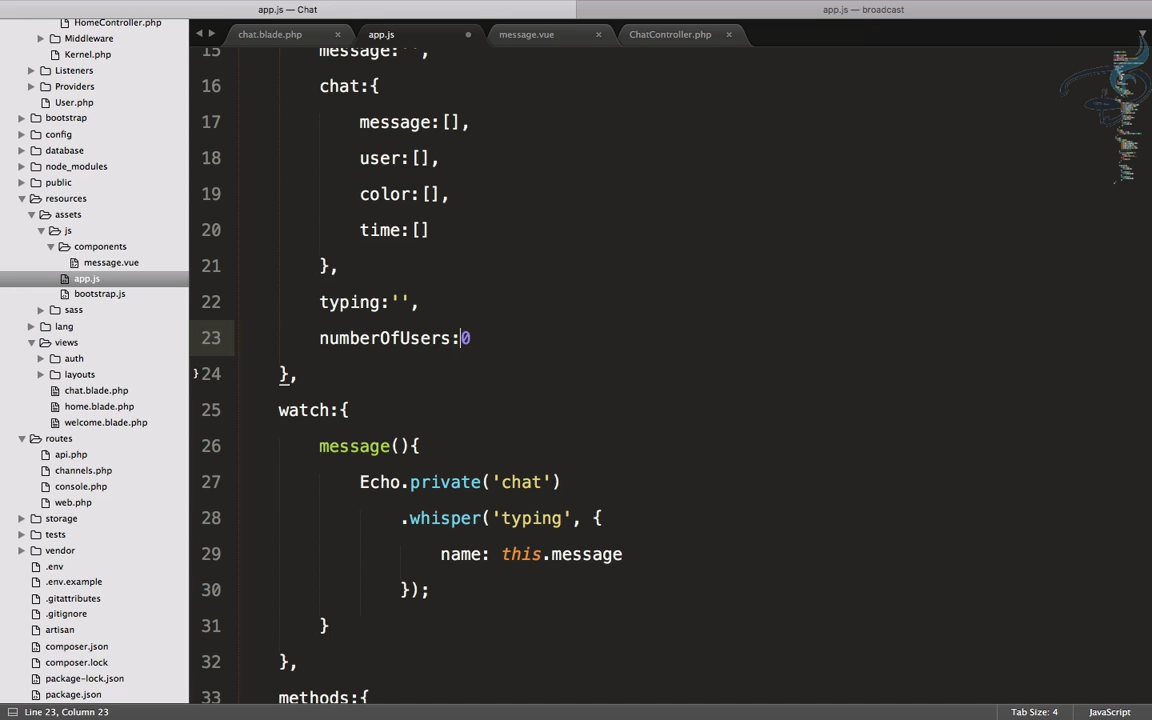 app.js — Chat
app.js — broadcast
chat.blade.php
app.js
message.vue
ChatController.php
HomeController.php
Middleware
Kernel.php
Listeners
Providers
User.php
bootstrap
config
database
node_modules
public
resources
assets
js
components
message.vue
app.js
bootstrap.js
sass
lang
views
auth
layouts
chat.blade.php
home.blade.php
welcome.blade.php
routes
api.php
channels.php
console.php
web.php
storage
tests
vendor
.env
.env.example
.gitattributes
.gitignore
artisan
composer.json
composer.lock
package-lock.json
package.json
15 message:'',
16 chat:{
17 message:[],
18 user:[],
19 color:[],
20 time:[]
21 },
22 typing:'',
23 numberOfUsers:0
24 },
25 watch:{
26 message(){
27 Echo.private('chat')
28 .whisper('typing', {
29 name: this.message
30 });
31 }
32 },
33 methods:{
Line 23, Column 23
Tab Size: 4
JavaScript